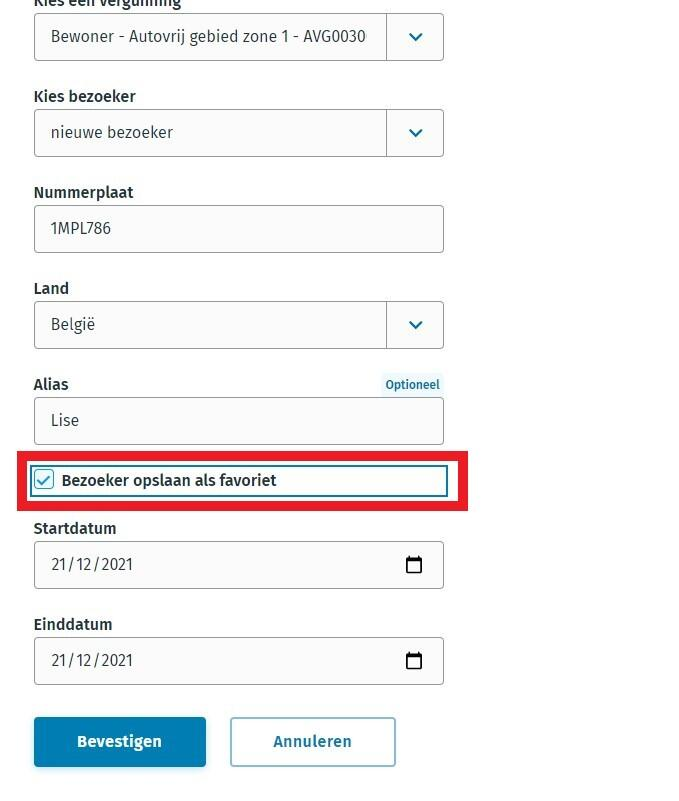 Kies een vergunning
Bewoner - Autovrij gebied zone 1 - AVG0030
Kies bezoeker
nieuwe bezoeker
Nummerplaat
1MPL786
Land
België
Alias
Optioneel
Lise
Bezoeker opslaan als favoriet
Startdatum
21/12/2021
Einddatum
21/12/2021
Bevestigen
Annuleren